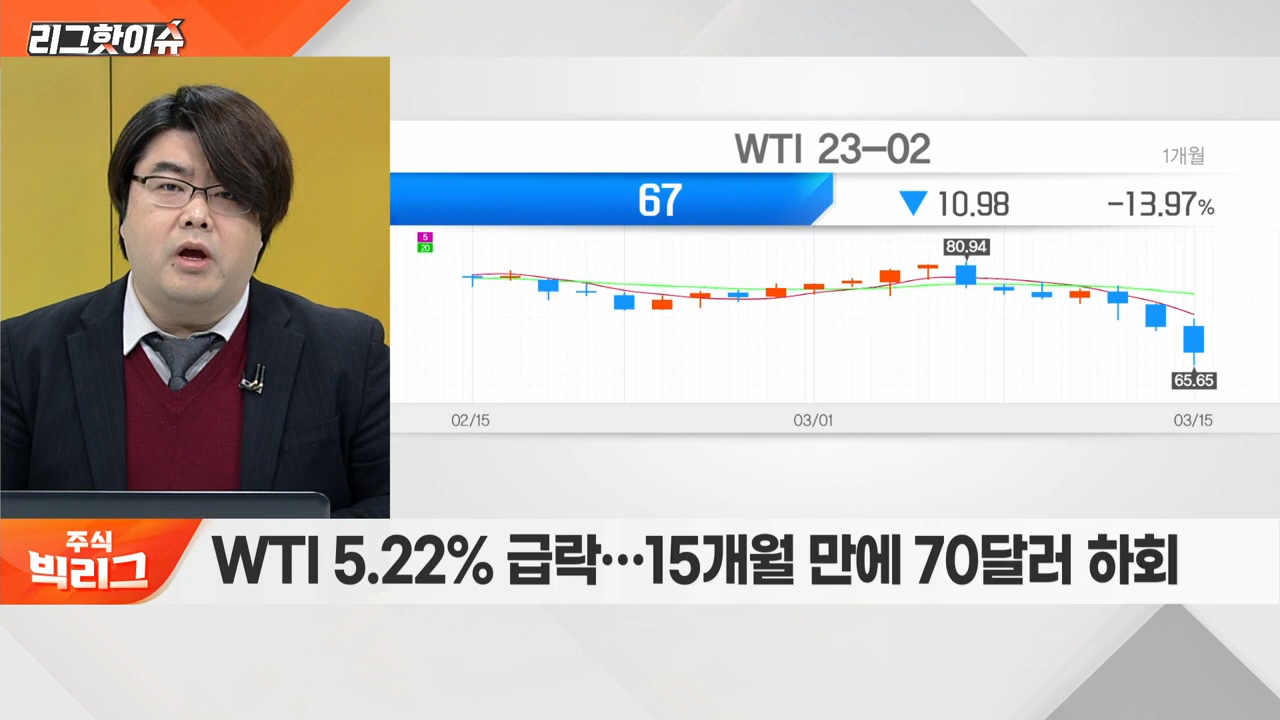 리그핫이슈
WTI 23-02
1개월
67 ▼ 10.98 -13.97%
5
20
80.94
65.65
02/15 03/01 03/15
주식
빅리그
WTI 5.22% 급락…15개월 만에 70달러 하회